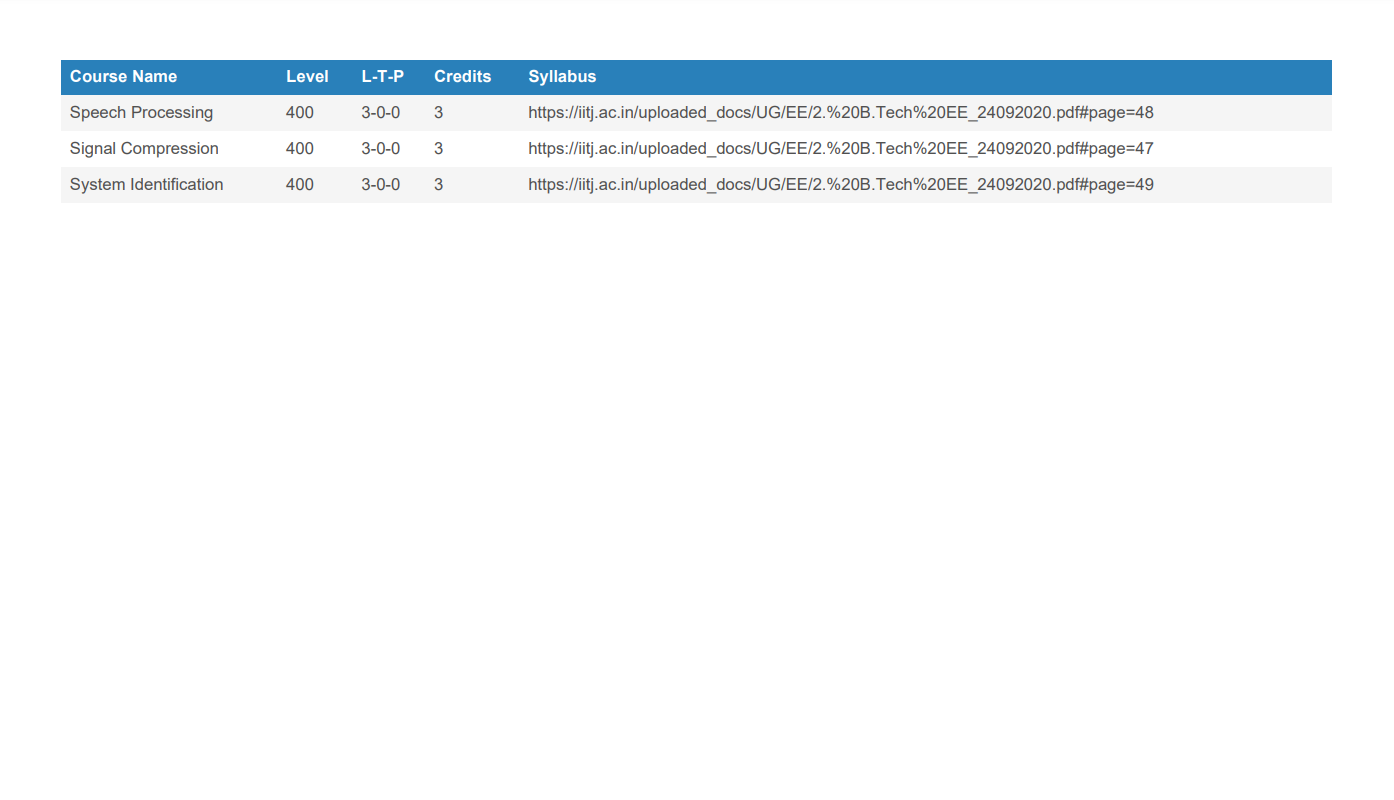 Course Name Level L-T-P Credits Syllabus
Speech Processing 400 3-0-0 3 https://iitj.ac.in/uploaded_docs/UG/EE/2.%20B.Tech%20EE_24092020.pdf#page=48
Signal Compression 400 3-0-0 3 https://iitj.ac.in/uploaded_docs/UG/EE/2.%20B.Tech%20EE_24092020.pdf#page=47
System Identification 400 3-0-0 3 https://iitj.ac.in/uploaded_docs/UG/EE/2.%20B.Tech%20EE_24092020.pdf#page=49